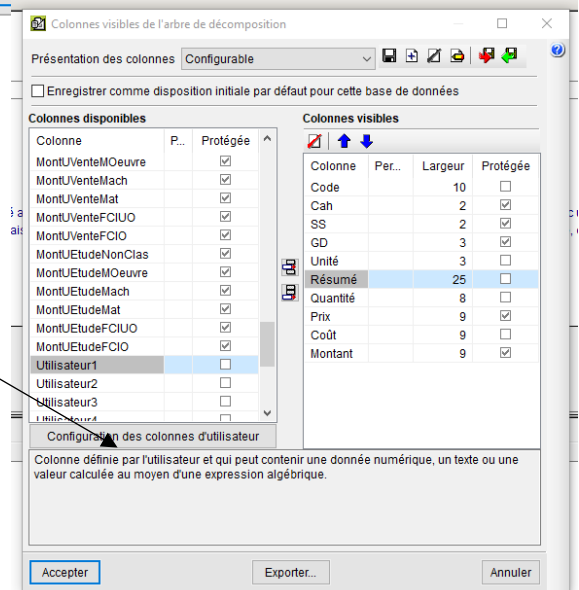 Colonnes visibles de l'arbre de décomposition
Présentation des colonnes Configurable
Enregistrer comme disposition initiale par défaut pour cette base de données
Colonnes disponibles
Colonne P... Protégée
MontUVenteMOeuvre
MontUVenteMach
MontUVenteMat
MontUVenteFCIUO
MontUVenteFCIO
MontUEtudeNonClas
MontUEtudeMOeuvre
MontUEtudeMach
MontUEtudeMat
MontUEtudeFCIUO
MontUEtudeFCIO
Utilisateur1
Utilisateur2
Utilisateur3
Utilisateur4
Configuration des colonnes d'utilisateur
Colonnes visibles
Colonne Per... Largeur Protégée
Code 10
Cah 2
SS 2
GD 3
Unité 3
Résumé 25
Quantité 8
Prix 9
Coût 9
Montant 9
Colonne définie par l'utilisateur et qui peut contenir une donnée numérique, un texte ou une
valeur calculée au moyen d'une expression algébrique.
Accepter Exporter... Annuler